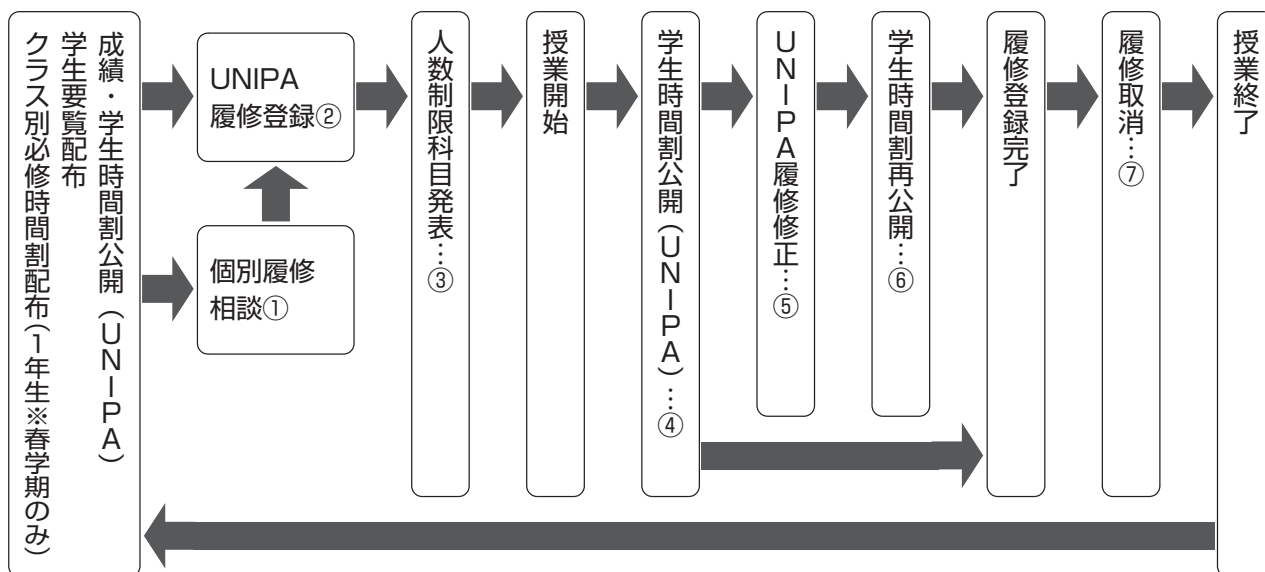 成績・学生時間割公開（UNIPA）
学生要覧配布
クラス別必修時間割配布(1年生※春学期のみ)
UNIPA
履修登録②
個別履修
相談①
人数制限科目発表…③
授業開始
学生時間割公開（UNIPA）…④
UNIPA履修修正…⑤
学生時間割再公開…⑥
履修登録完了
履修取消…⑦
授業終了